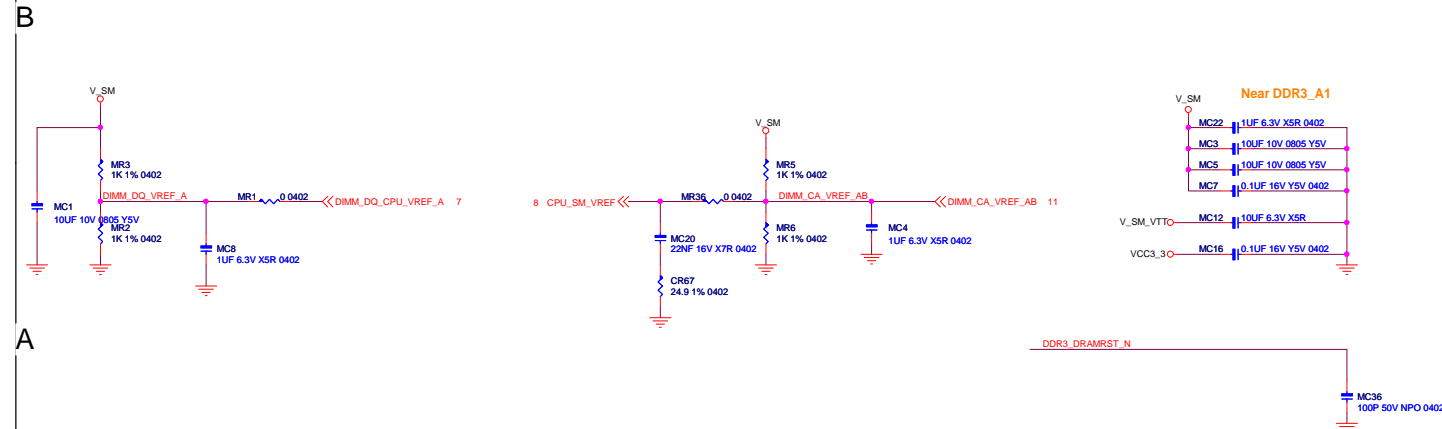 B
V_SM
MR3
1K 1% 0402
DIMM_DQ_VREF_A
MC1
10UF 10V 0805 Y5V
MR2
1K 1% 0402
MR1 0 0402
DIMM_DQ_CPU_VREF_A 7
MC8
1UF 6.3V X5R 0402
8 CPU_SM_VREF
MR36 0 0402
V_SM
MR5
1K 1% 0402
DIMM_CA_VREF_AB
DIMM_CA_VREF_AB 11
MC20
22NF 16V X7R 0402
MR6
1K 1% 0402
MC4
1UF 6.3V X5R 0402
CR67
24.9 1% 0402
Near DDR3_A1
V_SM
MC22 1UF 6.3V X5R 0402
MC3 10UF 10V 0805 Y5V
MC5 10UF 10V 0805 Y5V
MC7 0.1UF 16V Y5V 0402
V_SM_VTT MC12 10UF 6.3V X5R
VCC3_3 MC16 0.1UF 16V Y5V 0402
A
DDR3_DRAMRST_N
MC36
100P 50V NPO 0402